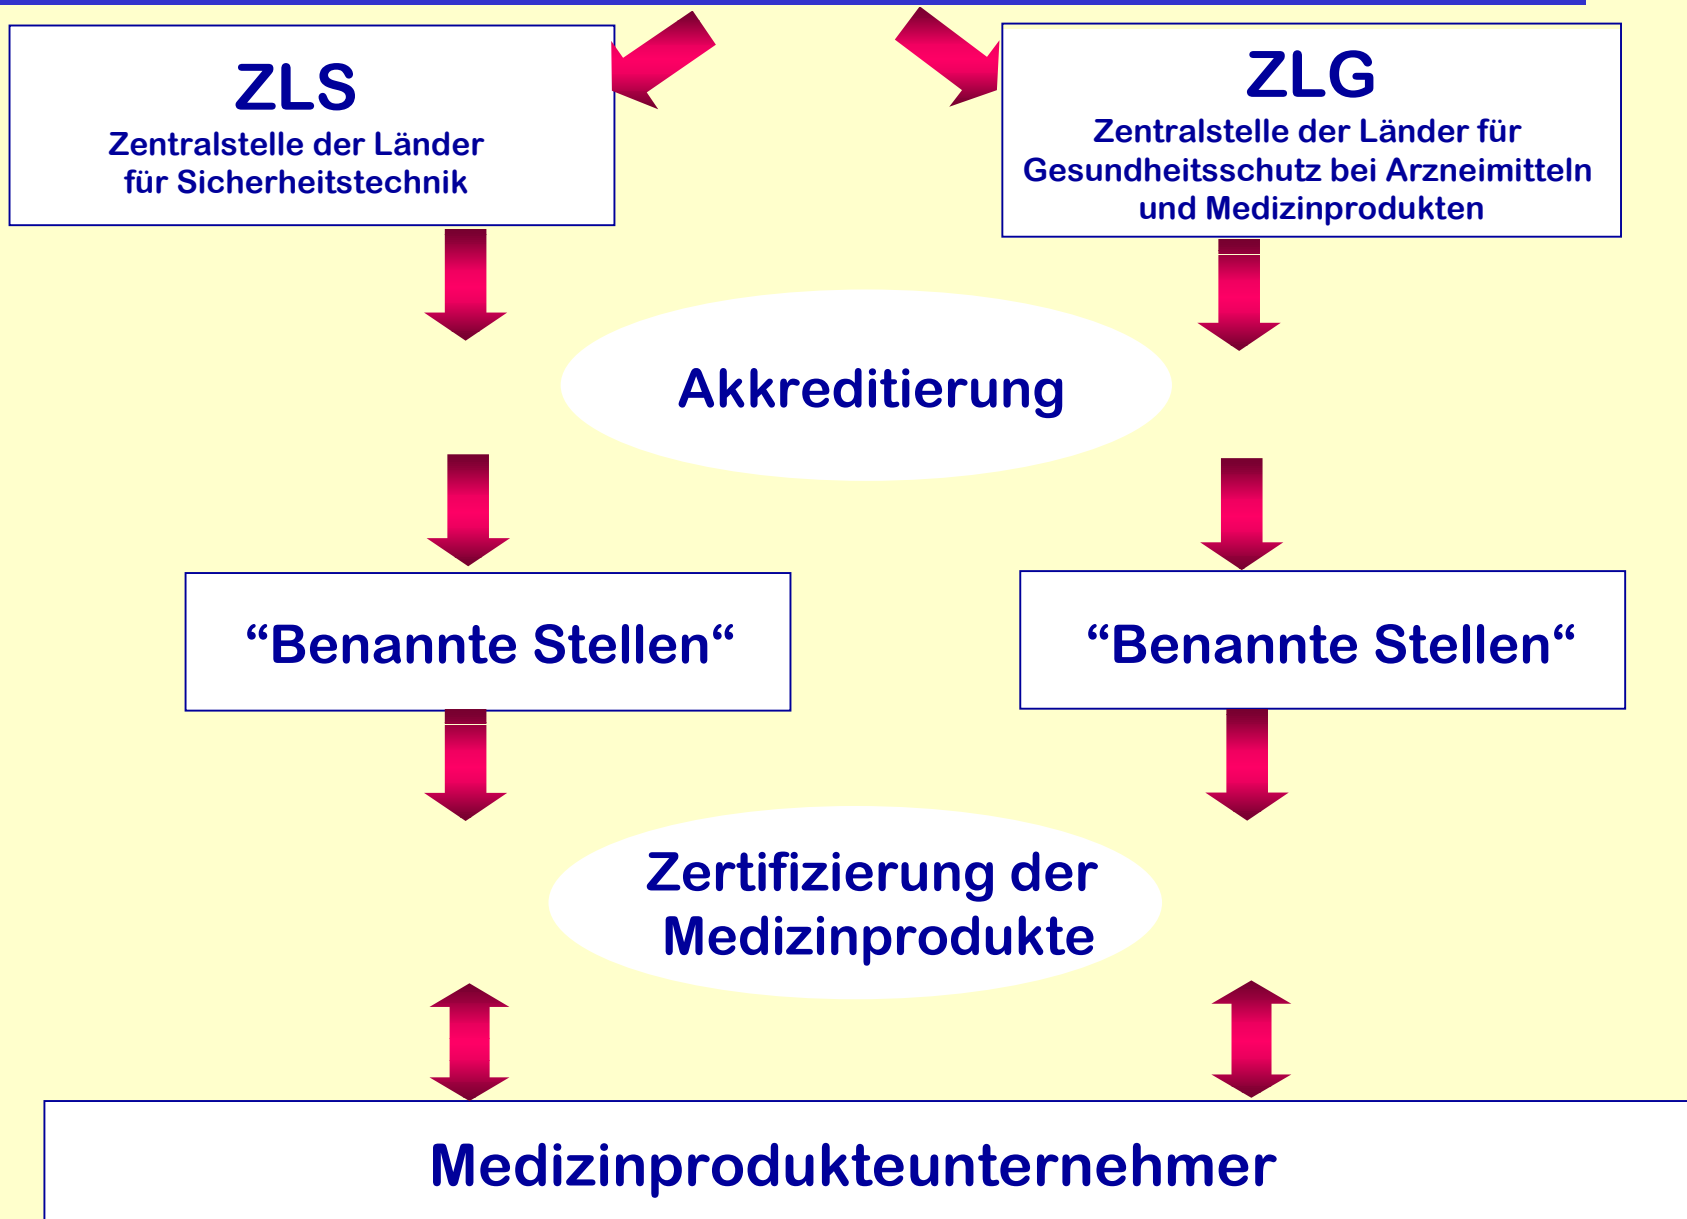 ZLS
Zentralstelle der Länder
für Sicherheitstechnik
ZLG
Zentralstelle der Länder für
Gesundheitsschutz bei Arzneimitteln
und Medizinprodukten
Akkreditierung
“Benannte Stellen“
“Benannte Stellen“
Zertifizierung der
Medizinprodukte
Medizinprodukteunternehmer